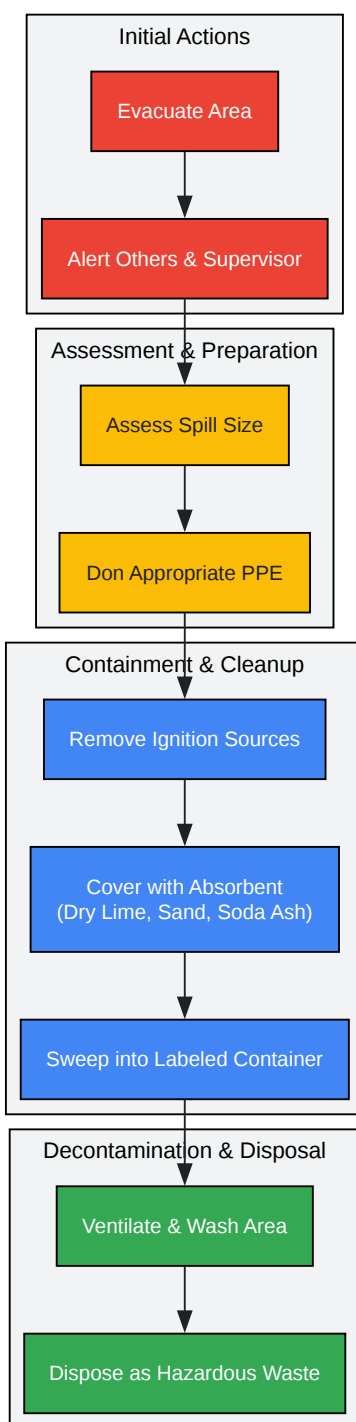 Initial Actions
Evacuate Area
Alert Others & Supervisor
Assessment & Preparation
Assess Spill Size
Don Appropriate PPE
Containment & Cleanup
Remove Ignition Sources
Cover with Absorbent
(Dry Lime, Sand, Soda Ash)
Sweep into Labeled Container
Decontamination & Disposal
Ventilate & Wash Area
Dispose as Hazardous Waste